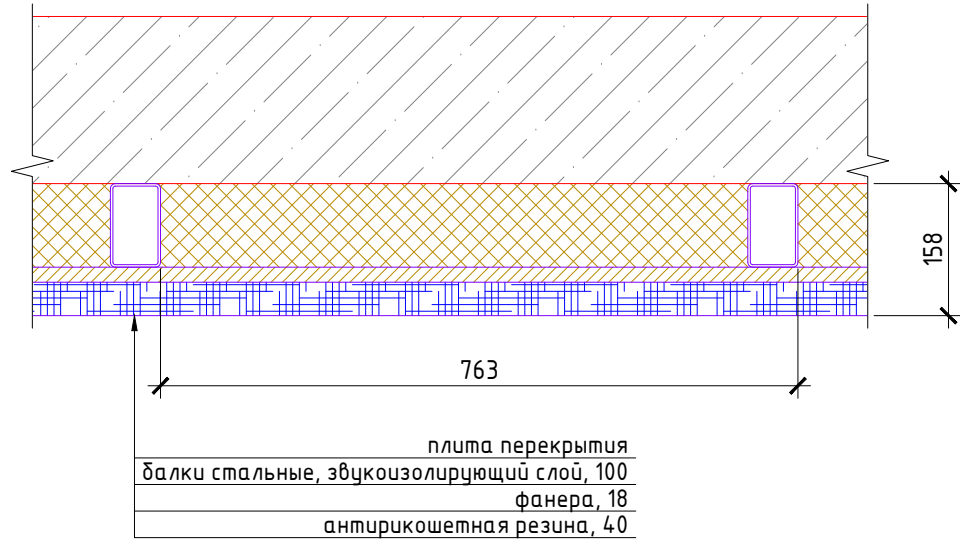 158
763
плита перекрытия
балки стальные, звукоизолирующий слой, 100
фанера, 18
антирикошетная резина, 40